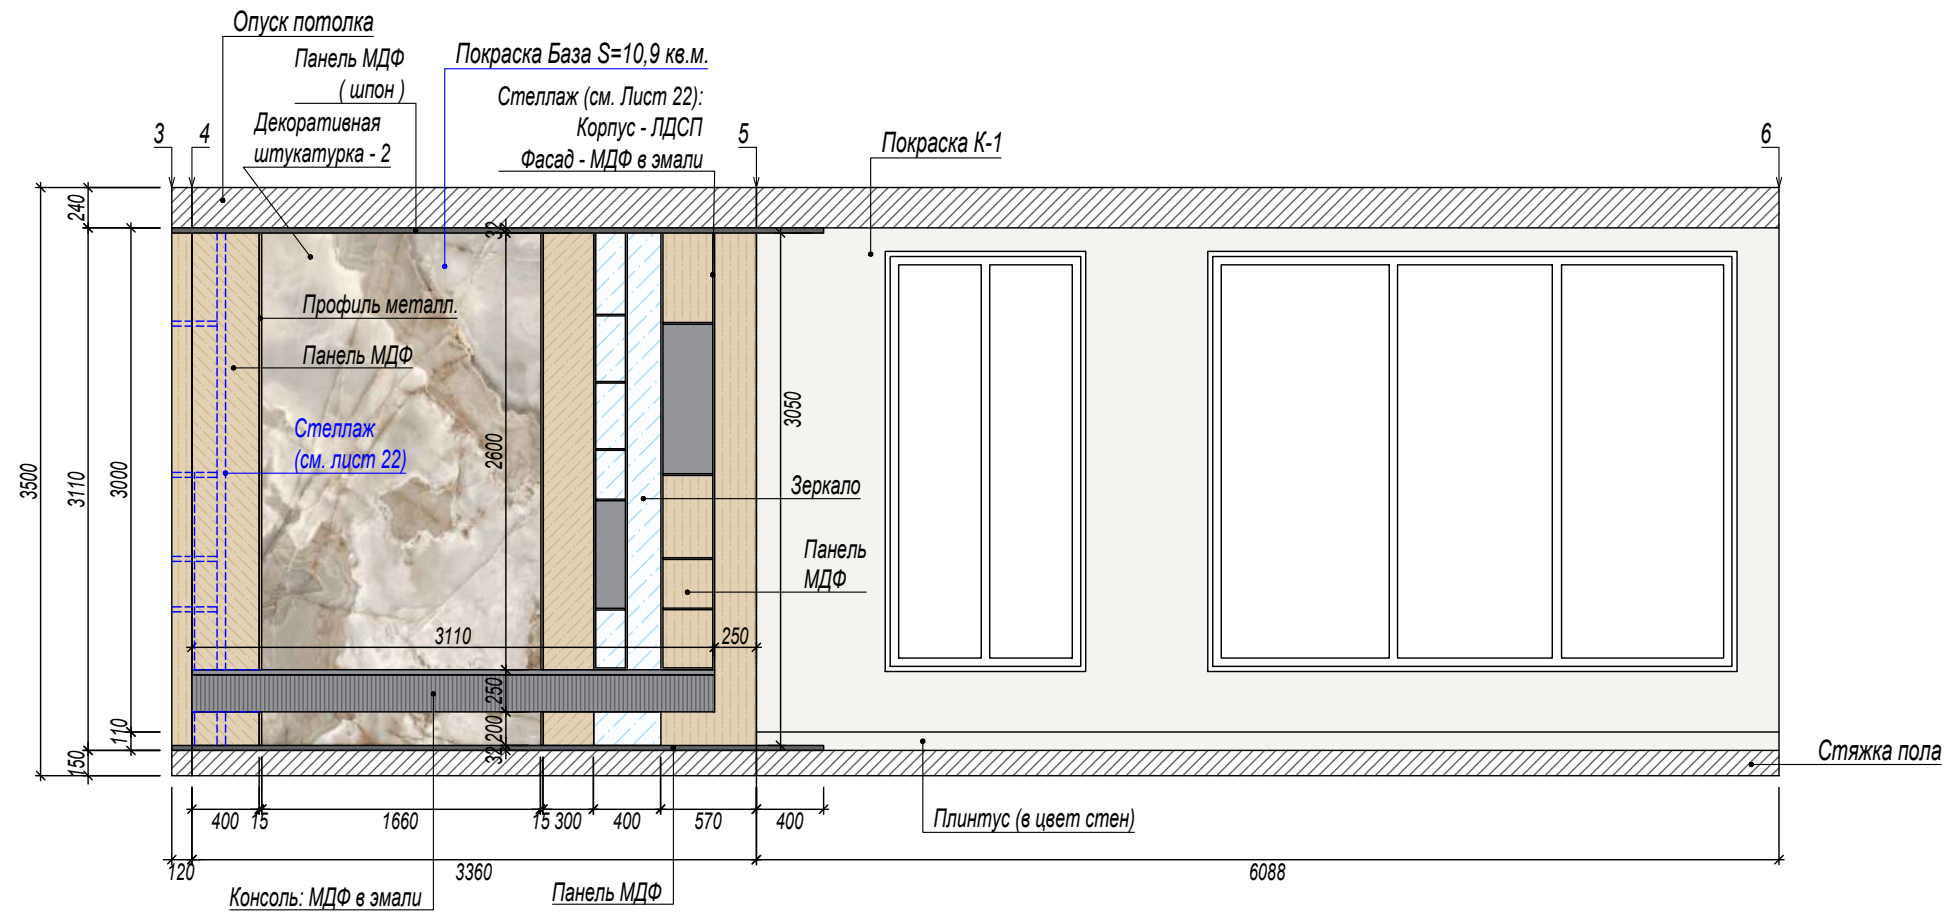 Опуск потолка
Панель МДФ
( шпон )
Покраска База S=10,9 кв.м.
Стеллаж (см. Лист 22):
Корпус - ЛДСП
Фасад - МДФ в эмали
Декоративная
штукатурка - 2
3
4
5
6
Покраска К-1
240
32
Профиль металл.
Панель МДФ
Стеллаж
(см. лист 22)
3500
3110
3000
2600
3050
Зеркало
Панель
МДФ
3110
250
250
200
32
110
150
Стяжка пола
400
15
1660
15
300
400
570
400
Плинтус (в цвет стен)
120
3360
6088
Консоль: МДФ в эмали
Панель МДФ